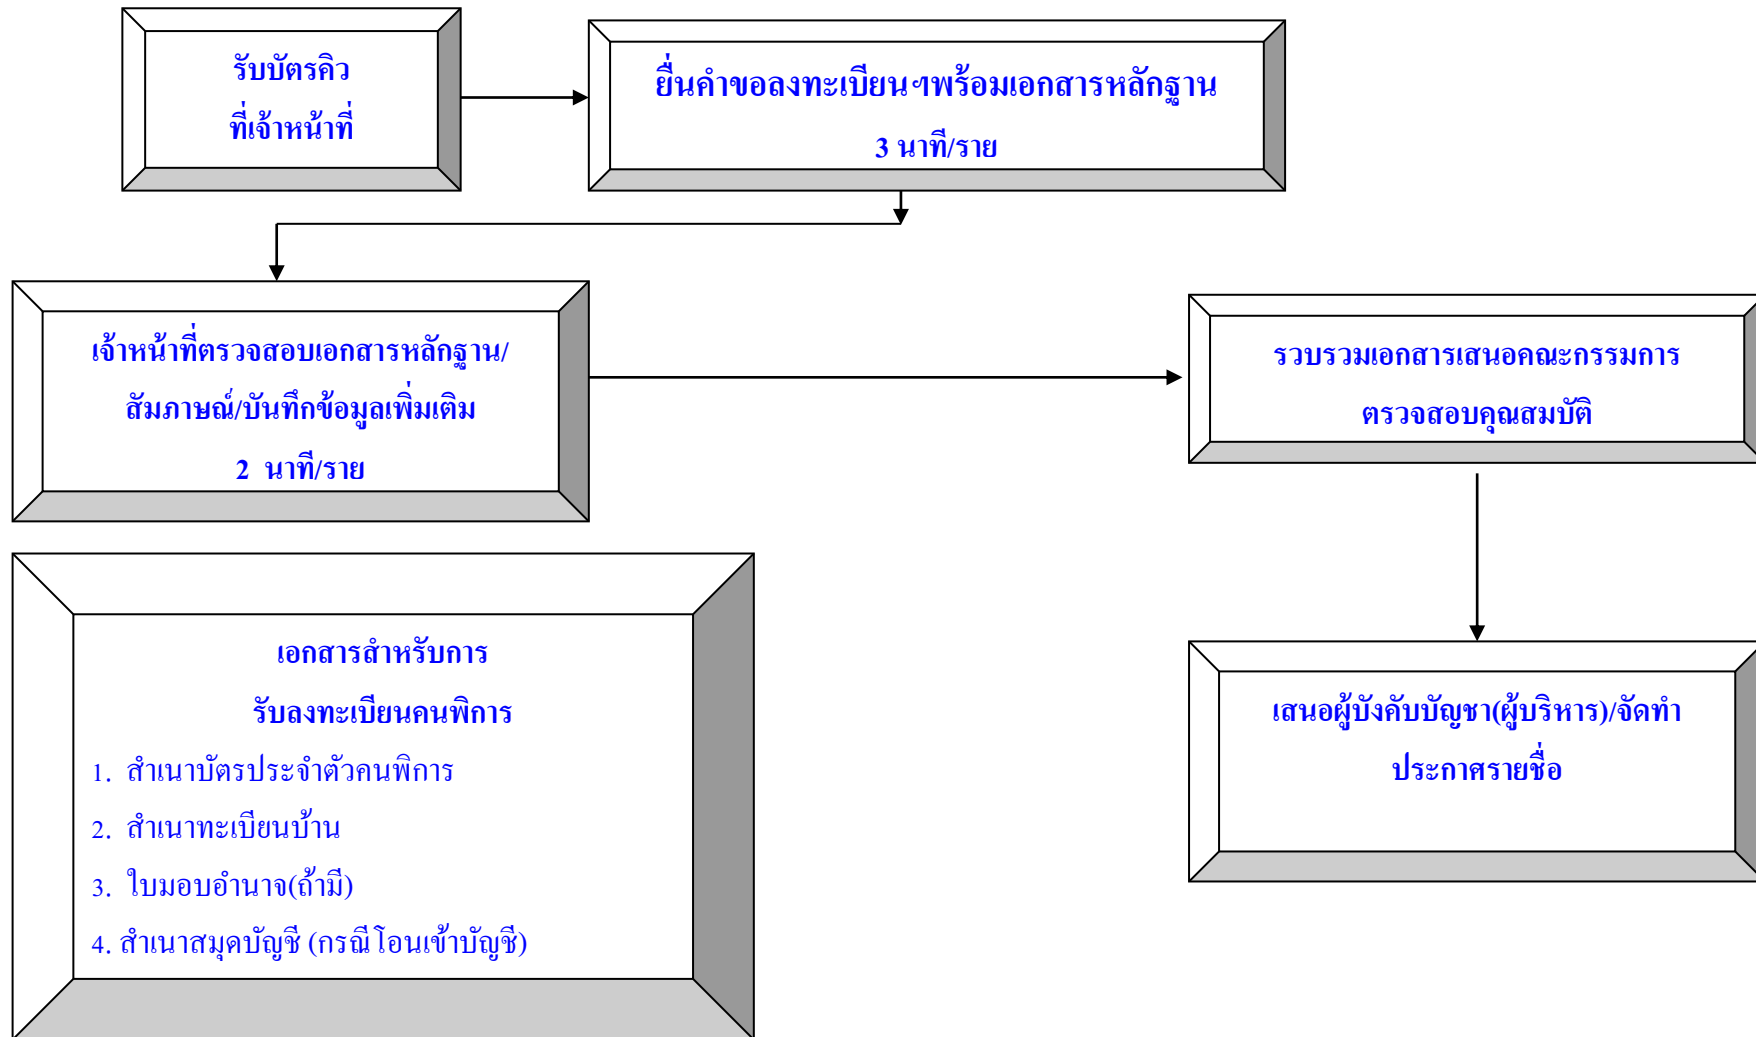 รับบัตรคิว
ที่เจ้าหน้าที่
ยื่นคำขอลงทะเบียนฯพร้อมเอกสารหลักฐาน
3 นาที/ราย
เจ้าหน้าที่ตรวจสอบเอกสารหลักฐาน/
สัมภาษณ์/บันทึกข้อมูลเพิ่มเติม
2 นาที/ราย
รวบรวมเอกสารเสนอคณะกรรมการ
ตรวจสอบคุณสมบัติ
เอกสารสำหรับการ
รับลงทะเบียนคนพิการ
1. สำเนาบัตรประจำตัวคนพิการ
2. สำเนาทะเบียนบ้าน
3. ใบมอบอำนาจ(ถ้ามี)
4. สำเนาสมุดบัญชี (กรณีโอนเข้าบัญชี)
เสนอผู้บังคับบัญชา(ผู้บริหาร)/จัดทำ
ประกาศรายชื่อ